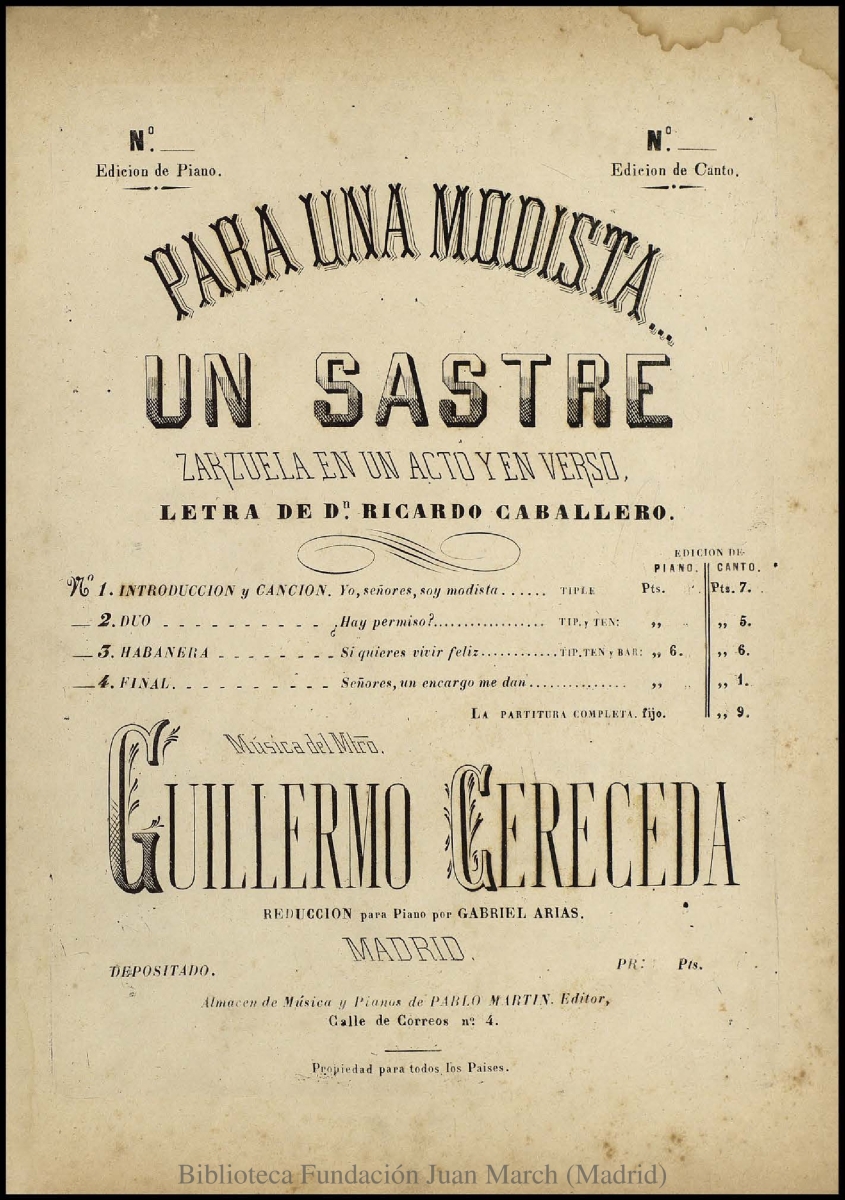 Nº. Nº.
Edicion de Piano. Edicion de Canto.
PARA UNA MODISTA...
UN SASTRE
ZARZUELA EN UN ACTO Y EN VERSO,
LETRA DE Dn. RICARDO CABALLERO.
EDICION DE
PIANO. CANTO.
Nº 1. INTRODUCCION y CANCION. Yo, señores, soy modista...... TIPLE Pts. Pts. 7.
2. DUO ¿Hay permiso?................. TIP. y TEN: „ „ 5.
3. HABANERA Si quieres vivir feliz............ TIP. TEN y BAR: „ 6. „ 6.
4. FINAL. Señores, un encargo me dan............... „ „ 1.
LA PARTITURA COMPLETA. fijo. „ 9.
Música del Mtro.
GUILLERMO CERECEDA
REDUCCION para Piano por GABRIEL ARIAS.
MADRID.
DEPOSITADO. PR: Pts.
Almacen de Música y Pianos de PABLO MARTIN. Editor,
Calle de Correos nº 4.
Propiedad para todos los Paises.
Biblioteca Fundación Juan March (Madrid)